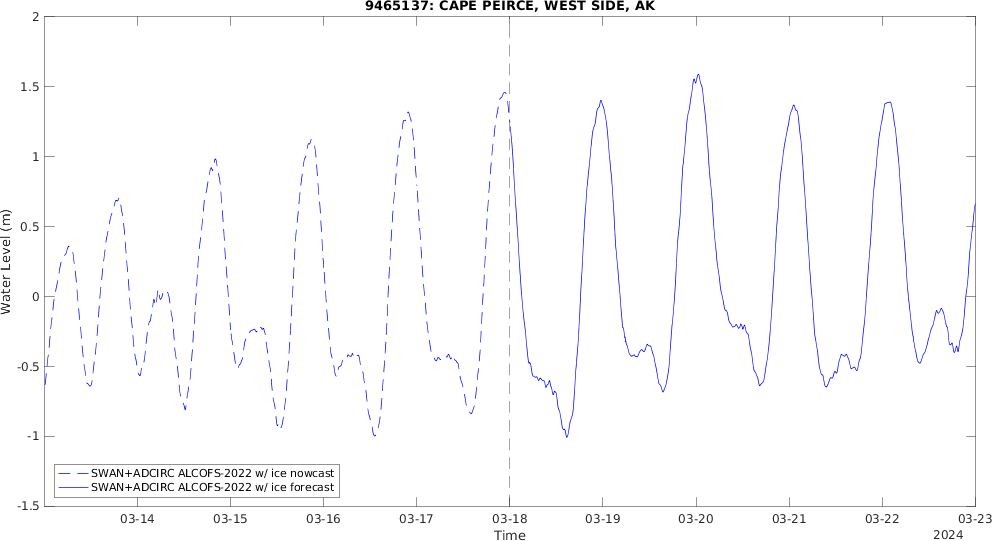 9465137: CAPE PEIRCE, WEST SIDE, AK
2
1.5
1
0.5
0
-0.5
-1
-1.5
Water Level (m)
SWAN+ADCIRC ALCOFS-2022 w/ ice nowcast
SWAN+ADCIRC ALCOFS-2022 w/ ice forecast
03-14 03-15 03-16 03-17 03-18 03-19 03-20 03-21 03-22 03-23
Time
2024